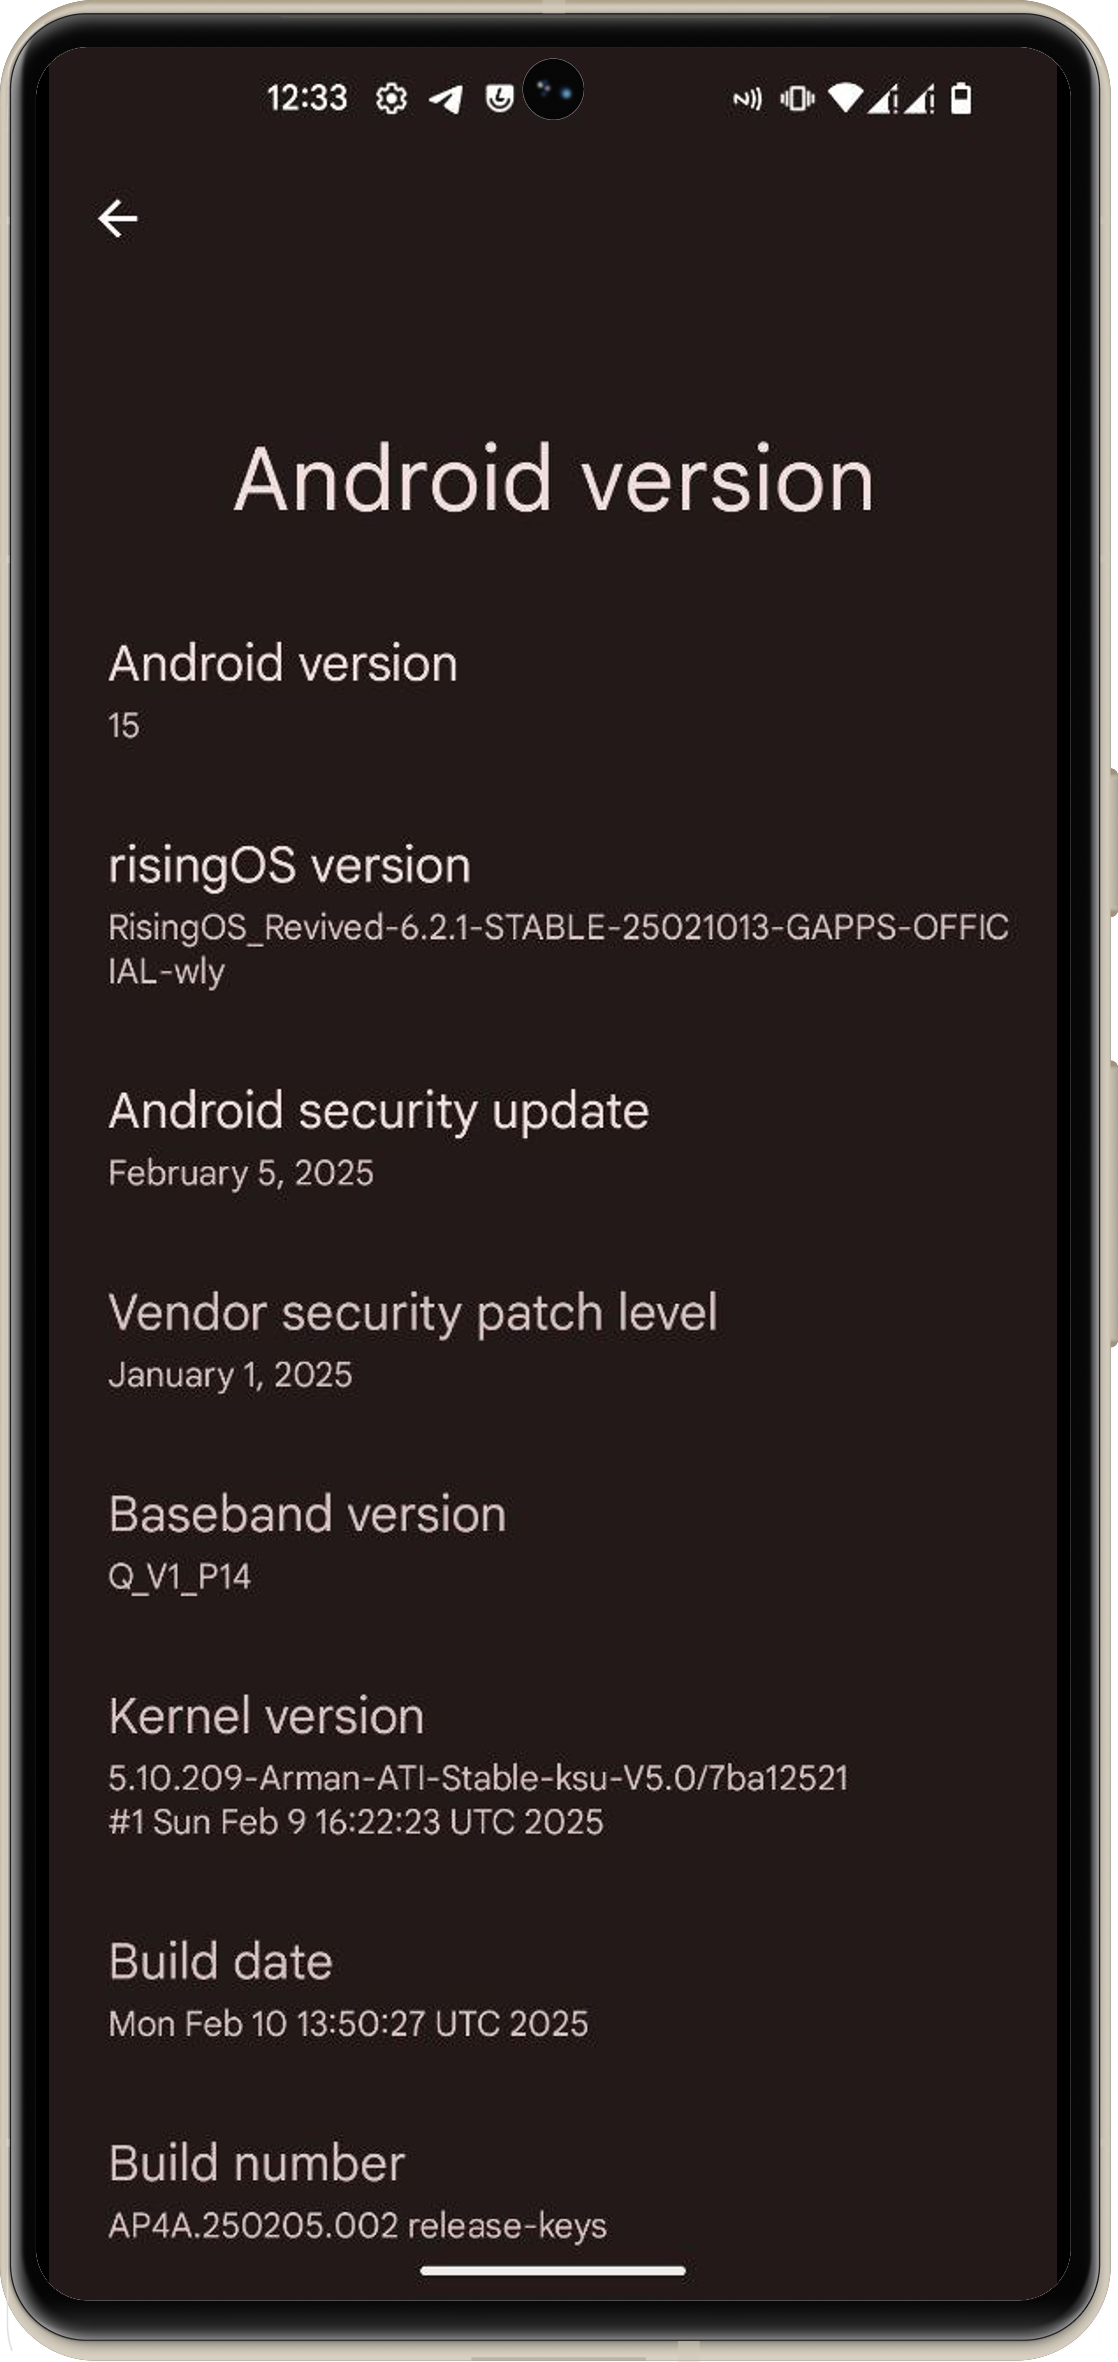 12:33
Android version
Android version
15
risingOS version
RisingOS_Revived-6.2.1-STABLE-25021013-GAPPS-OFFIC
IAL-wly
Android security update
February 5, 2025
Vendor security patch level
January 1, 2025
Baseband version
Q_V1_P14
Kernel version
5.10.209-Arman-ATI-Stable-ksu-V5.0/7ba12521
#1 Sun Feb 9 16:22:23 UTC 2025
Build date
Mon Feb 10 13:50:27 UTC 2025
Build number
AP4A.250205.002 release-keys